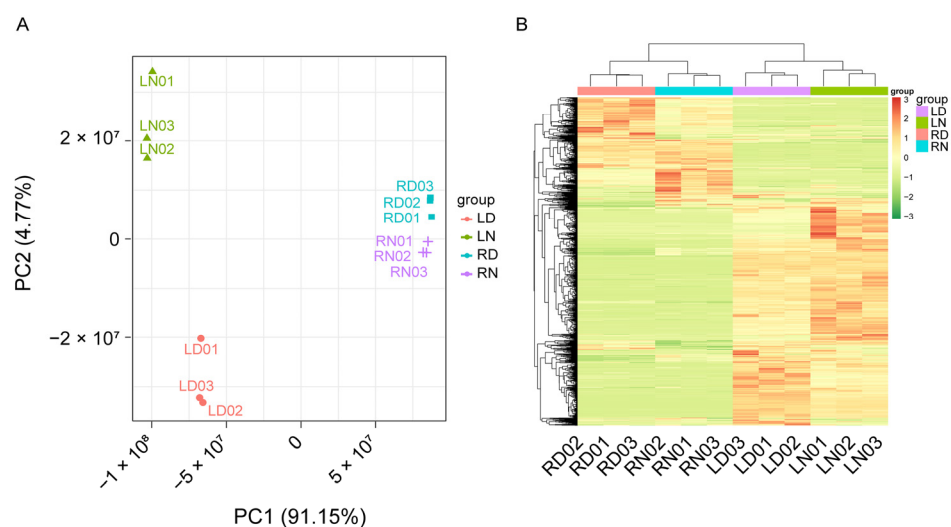 A
LN01
LN03
LN02
RD03
RD02
RD01
RN01
RN02
RN03
LD01
LD03
LD02
2 × 10⁷
0
−2 × 10⁷
PC2 (4.77%)
−1 × 10⁸
−5 × 10⁷
0
5 × 10⁷
PC1 (91.15%)
group
LD
LN
RD
RN
B
group
3
2
1
0
−1
−2
−3
group
LD
LN
RD
RN
RD02
RD01
RD03
RN02
RN01
RN03
LD03
LD01
LD02
LN01
LN02
LN03